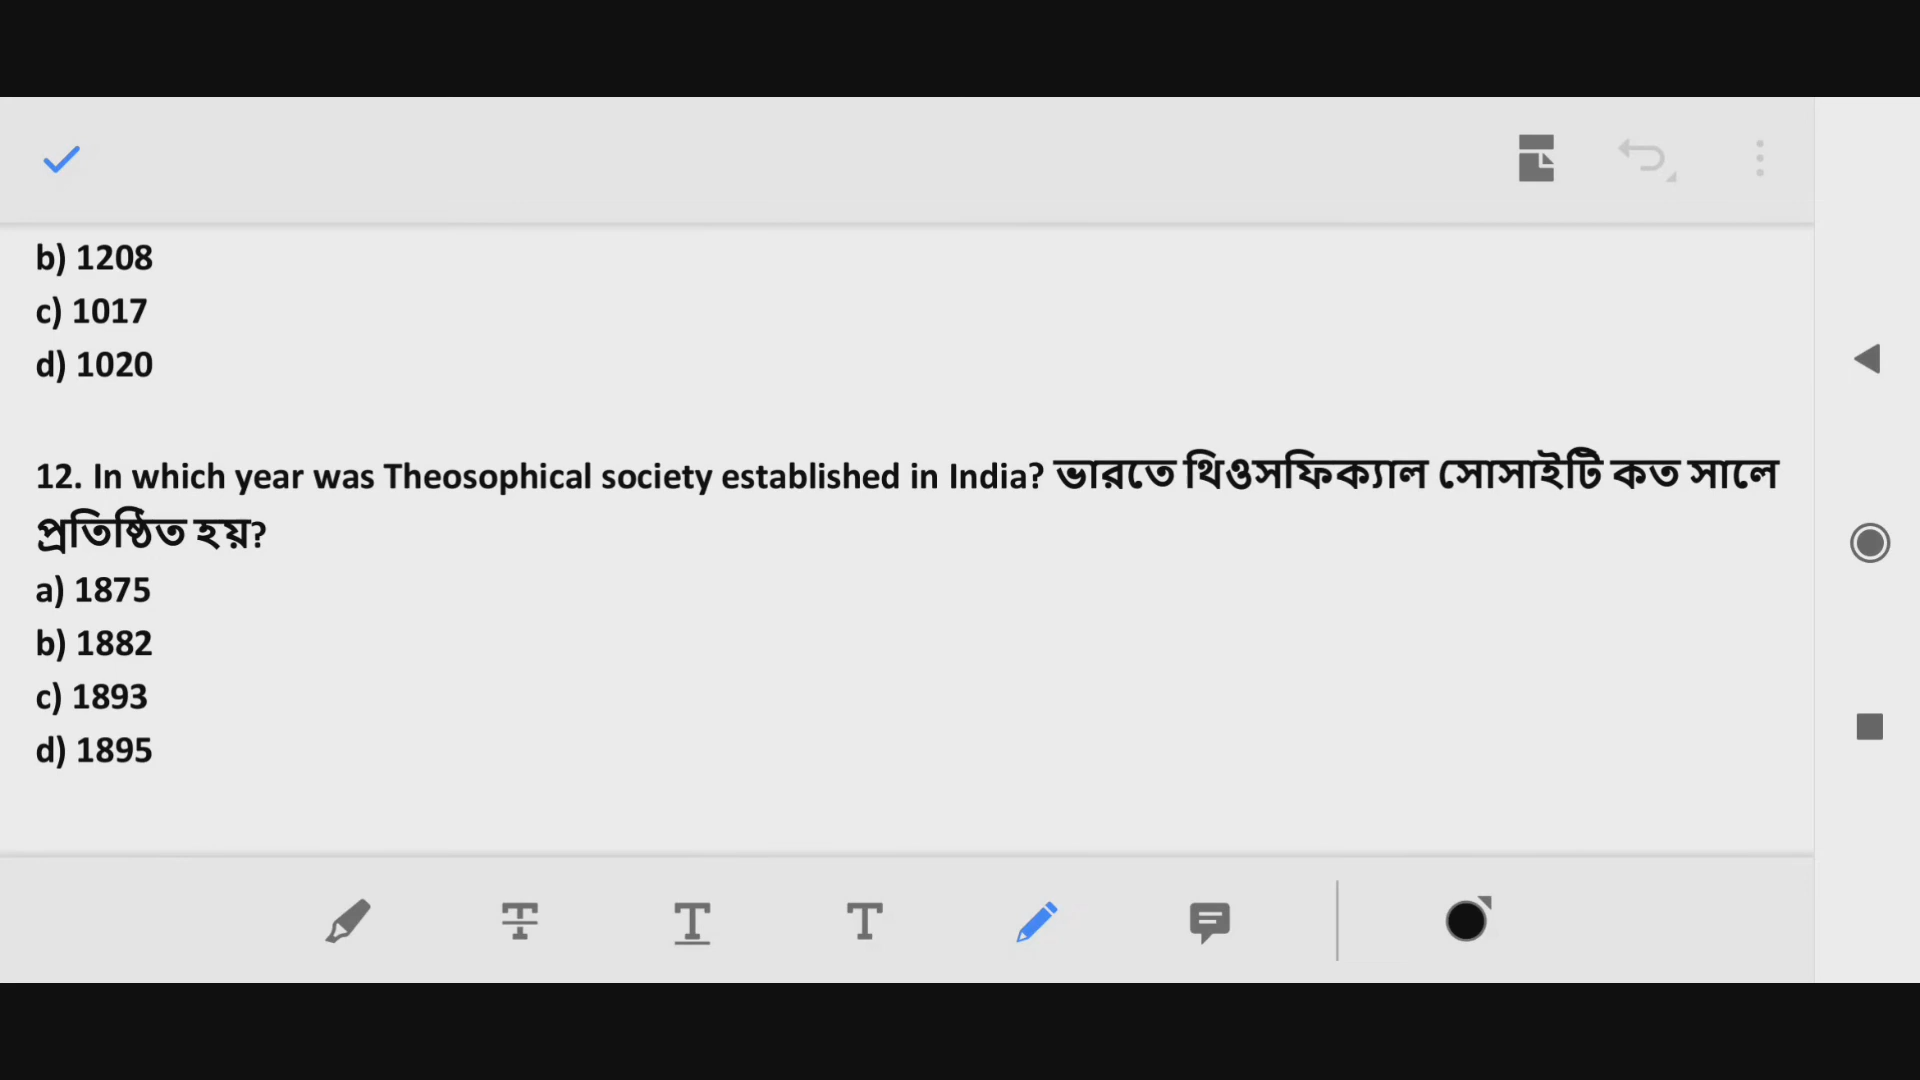 b) 1208
c) 1017
d) 1020
12. In which year was Theosophical society established in India? ভারতে থিওসফিক্যাল সোসাইটি কত সালে
প্রতিষ্ঠিত হয়?
a) 1875
b) 1882
c) 1893
d) 1895